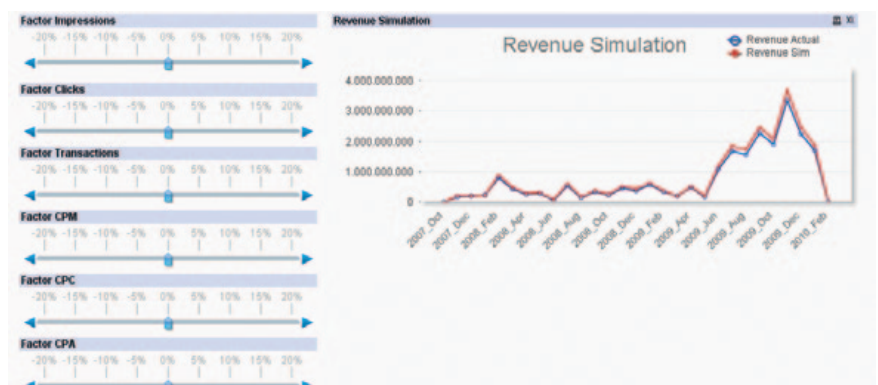 Factor Impressions
-20% -15% -10% -5% 0% 5% 10% 15% 20%
Factor Clicks
-20% -15% -10% -5% 0% 5% 10% 15% 20%
Factor Transactions
-20% -15% -10% -5% 0% 5% 10% 15% 20%
Factor CPM
-20% -15% -10% -5% 0% 5% 10% 15% 20%
Factor CPC
-20% -15% -10% -5% 0% 5% 10% 15% 20%
Factor CPA
-20% -15% -10% -5% 0% 5% 10% 15% 20%
Revenue Simulation
XL
Revenue Simulation
Revenue Actual
Revenue Sim
4.000.000.000
3.000.000.000
2.000.000.000
1.000.000.000
0
2007_Oct
2007_Dec
2008_Feb
2008_Apr
2008_Jun
2008_Aug
2008_Oct
2008_Dec
2009_Feb
2009_Apr
2009_Jun
2009_Aug
2009_Oct
2009_Dec
2010_Feb